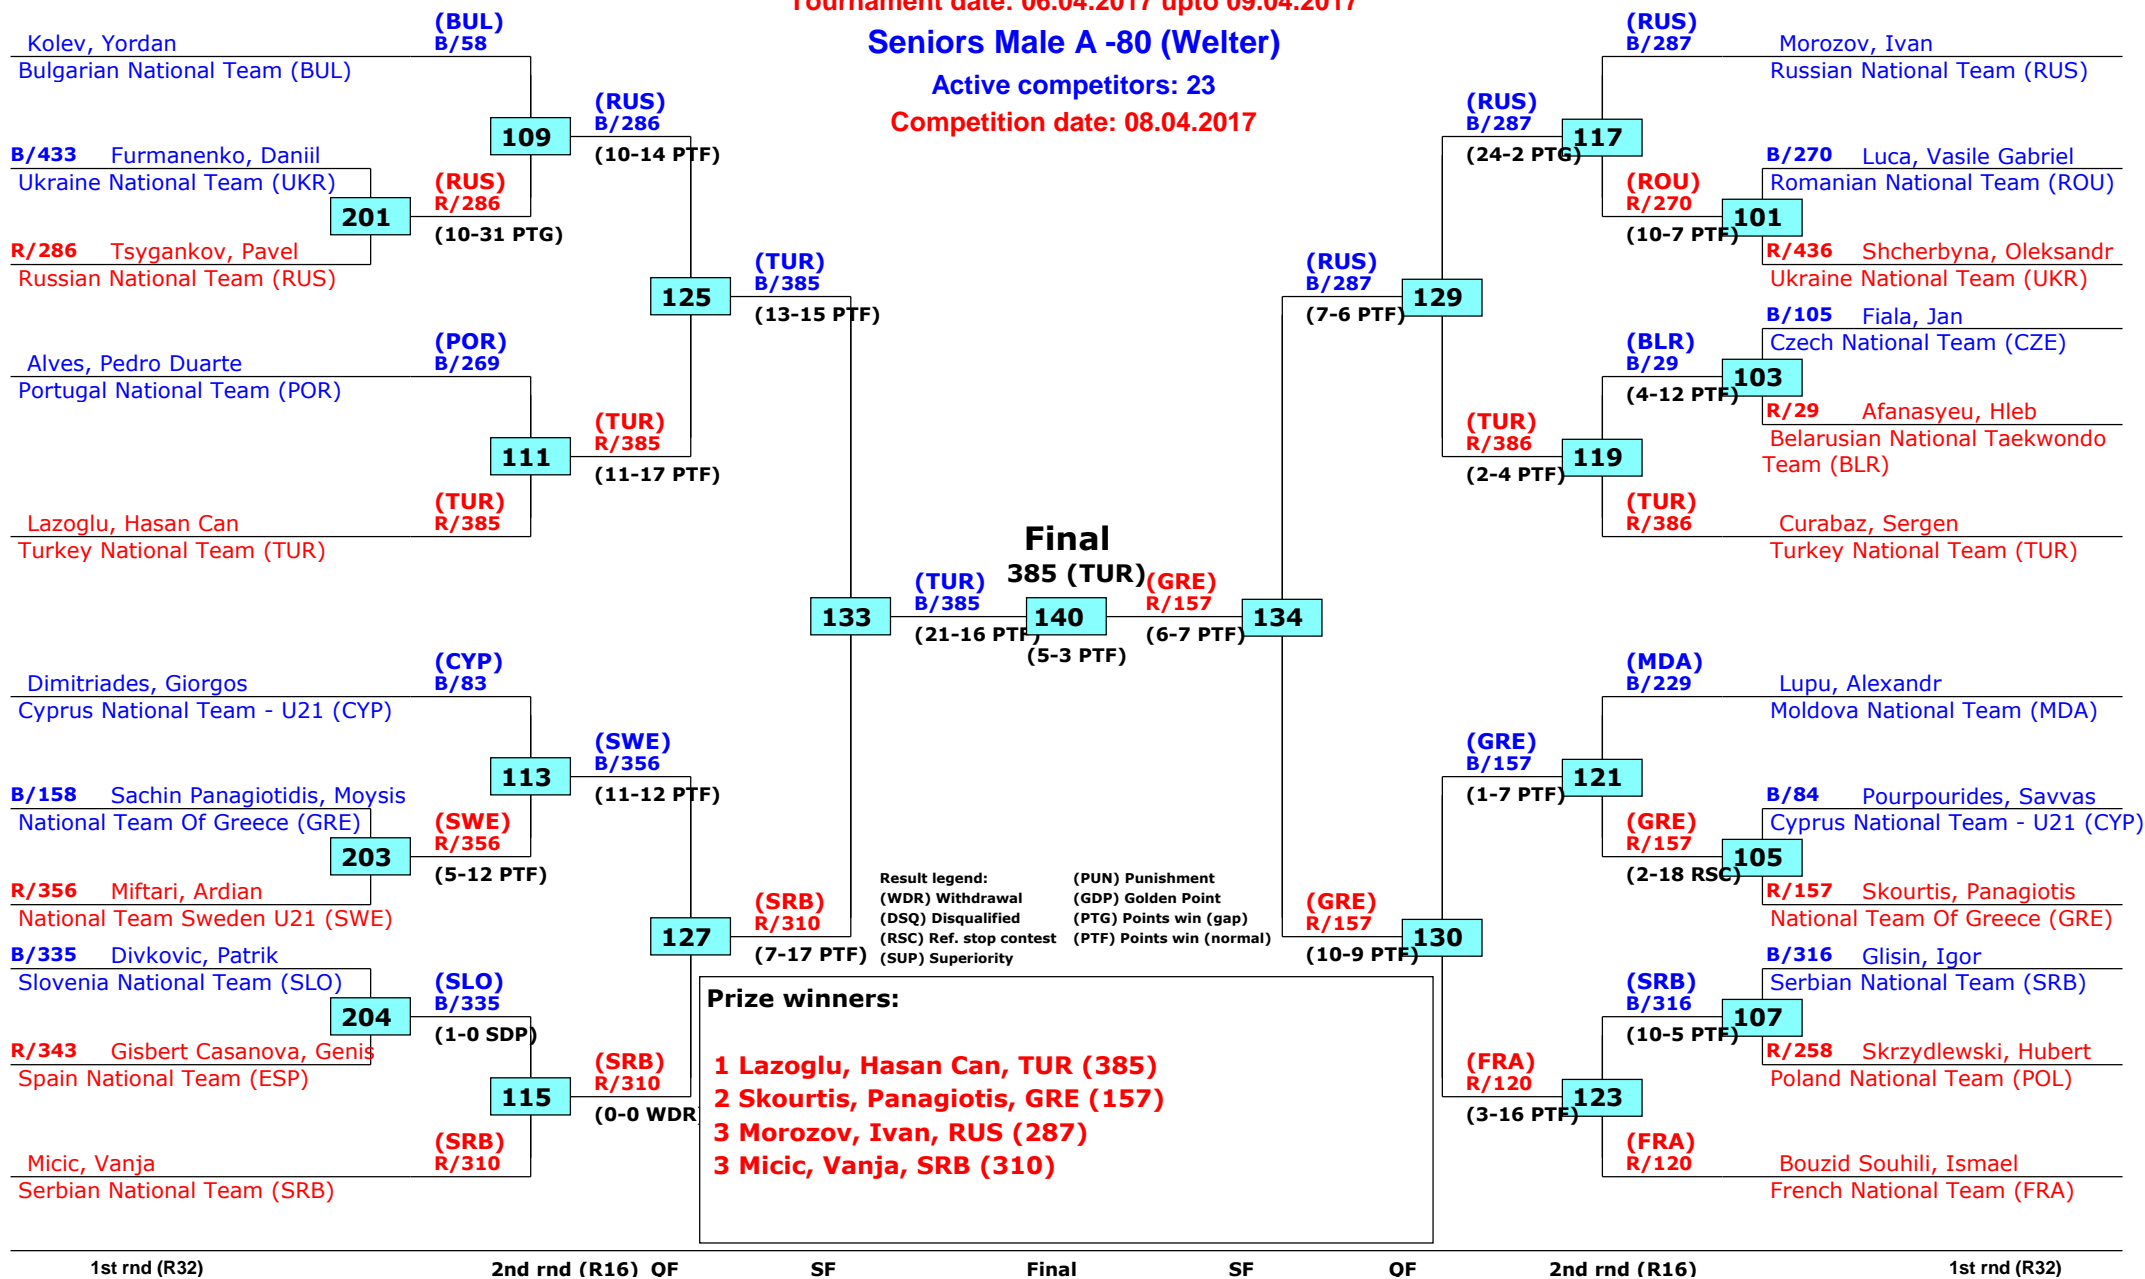 Tournament date: 06.04.2017 upto 09.04.2017
Seniors Male A -80 (Welter)
Active competitors: 23
Competition date: 08.04.2017
Kolev, Yordan
Bulgarian National Team (BUL)
(BUL)
B/58
B/433 Furmanenko, Daniil
Ukraine National Team (UKR)
201
R/286 Tsygankov, Pavel
Russian National Team (RUS)
(RUS)
R/286
(10-31 PTG)
109
(RUS)
B/286
(10-14 PTF)
Alves, Pedro Duarte
Portugal National Team (POR)
(POR)
B/269
111
Lazoglu, Hasan Can
Turkey National Team (TUR)
(TUR)
R/385
(TUR)
R/385
(11-17 PTF)
125
(TUR)
B/385
(13-15 PTF)
Dimitriades, Giorgos
Cyprus National Team - U21 (CYP)
(CYP)
B/83
B/158 Sachin Panagiotidis, Moysis
National Team Of Greece (GRE)
203
R/356 Miftari, Ardian
National Team Sweden U21 (SWE)
(SWE)
R/356
(5-12 PTF)
113
(SWE)
B/356
(11-12 PTF)
B/335 Divkovic, Patrik
Slovenia National Team (SLO)
204
R/343 Gisbert Casanova, Genis
Spain National Team (ESP)
(SLO)
B/335
(1-0 SDP)
115
Micic, Vanja
Serbian National Team (SRB)
(SRB)
R/310
(SRB)
R/310
(0-0 WDR)
127
(SRB)
R/310
(7-17 PTF)
133
(TUR)
B/385
(21-16 PTF)
Final
385 (TUR)
140
(5-3 PTF)
(GRE)
R/157
(6-7 PTF)
134
(RUS)
B/287
(7-6 PTF)
129
(RUS)
B/287
(24-2 PTG)
117
(RUS)
B/287
Morozov, Ivan
Russian National Team (RUS)
(ROU)
R/270
(10-7 PTF)
B/270 Luca, Vasile Gabriel
Romanian National Team (ROU)
101
R/436 Shcherbyna, Oleksandr
Ukraine National Team (UKR)
B/105 Fiala, Jan
Czech National Team (CZE)
103
R/29 Afanasyeu, Hleb
Belarusian National Taekwondo
Team (BLR)
(BLR)
B/29
(4-12 PTF)
(TUR)
R/386
(2-4 PTF)
119
(TUR)
R/386
Curabaz, Sergen
Turkey National Team (TUR)
(MDA)
B/229
Lupu, Alexandr
Moldova National Team (MDA)
(GRE)
B/157
(1-7 PTF)
121
B/84 Pourpourides, Savvas
Cyprus National Team - U21 (CYP)
(GRE)
R/157
(2-18 RSC)
105
R/157 Skourtis, Panagiotis
National Team Of Greece (GRE)
(GRE)
R/157
(10-9 PTF)
130
B/316 Glisin, Igor
Serbian National Team (SRB)
(SRB)
B/316
(10-5 PTF)
107
R/258 Skrzydlewski, Hubert
Poland National Team (POL)
(FRA)
R/120
(3-16 PTF)
123
(FRA)
R/120
Bouzid Souhili, Ismael
French National Team (FRA)
Result legend:
(WDR) Withdrawal
(DSQ) Disqualified
(RSC) Ref. stop contest
(SUP) Superiority
(PUN) Punishment
(GDP) Golden Point
(PTG) Points win (gap)
(PTF) Points win (normal)
Prize winners:
1 Lazoglu, Hasan Can, TUR (385)
2 Skourtis, Panagiotis, GRE (157)
3 Morozov, Ivan, RUS (287)
3 Micic, Vanja, SRB (310)
1st rnd (R32) 2nd rnd (R16) QF SF Final SF QF 2nd rnd (R16) 1st rnd (R32)